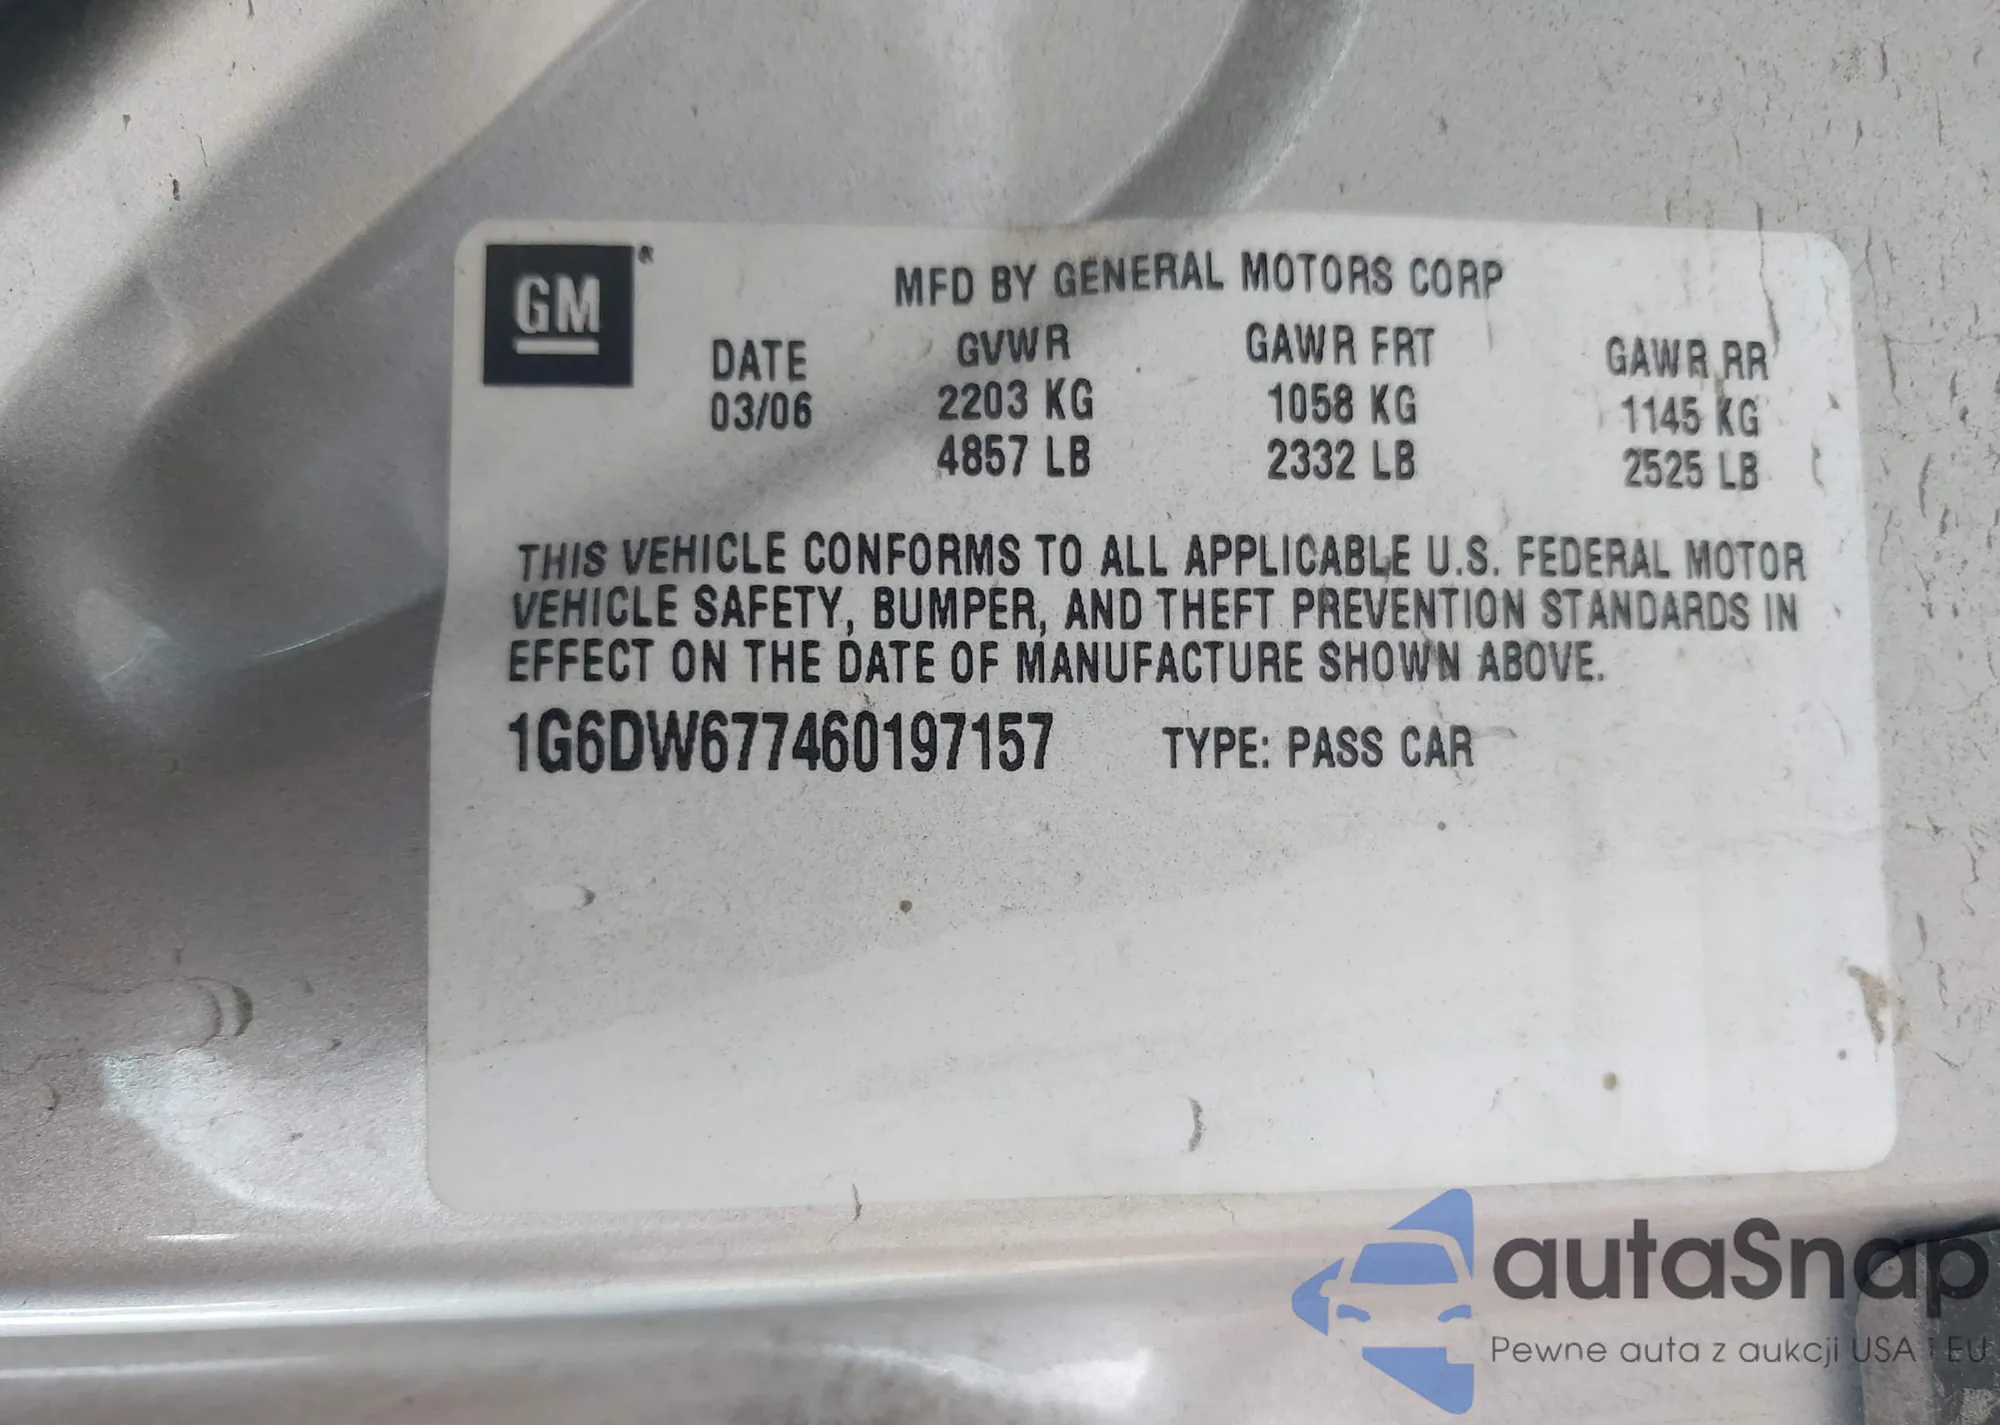 GM®
MFD BY GENERAL MOTORS CORP
DATE GVWR GAWR FRT GAWR RR
03/06 2203 KG 1058 KG 1145 KG
4857 LB 2332 LB 2525 LB
THIS VEHICLE CONFORMS TO ALL APPLICABLE U.S. FEDERAL MOTOR
VEHICLE SAFETY, BUMPER, AND THEFT PREVENTION STANDARDS IN
EFFECT ON THE DATE OF MANUFACTURE SHOWN ABOVE.
1G6DW677460197157 TYPE: PASS CAR
autaSnap
Pewne auta z aukcji USA i EU